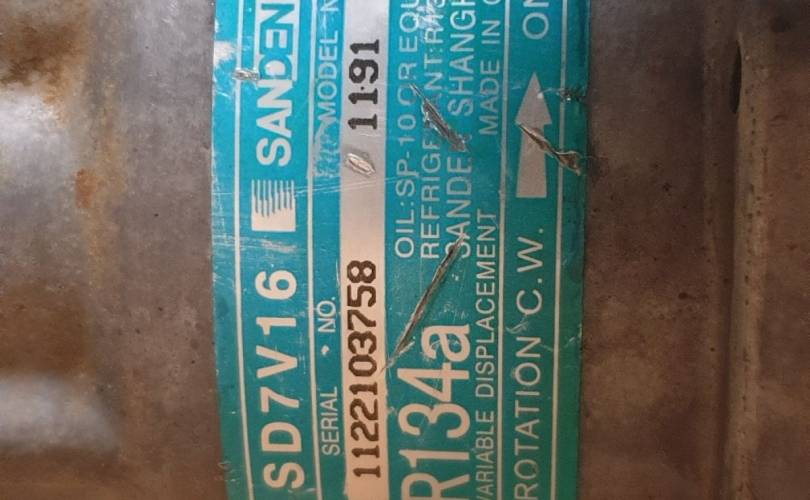 SD7V16 SANDEN
SERIAL NO. MODEL N
1122103758 1191
R134a OIL:SP-10 OR EQU
REFRIGERANT:R13
VARIABLE DISPLACEMENT SANDEN SHANGH
MADE IN C
ROTATION C.W. ON